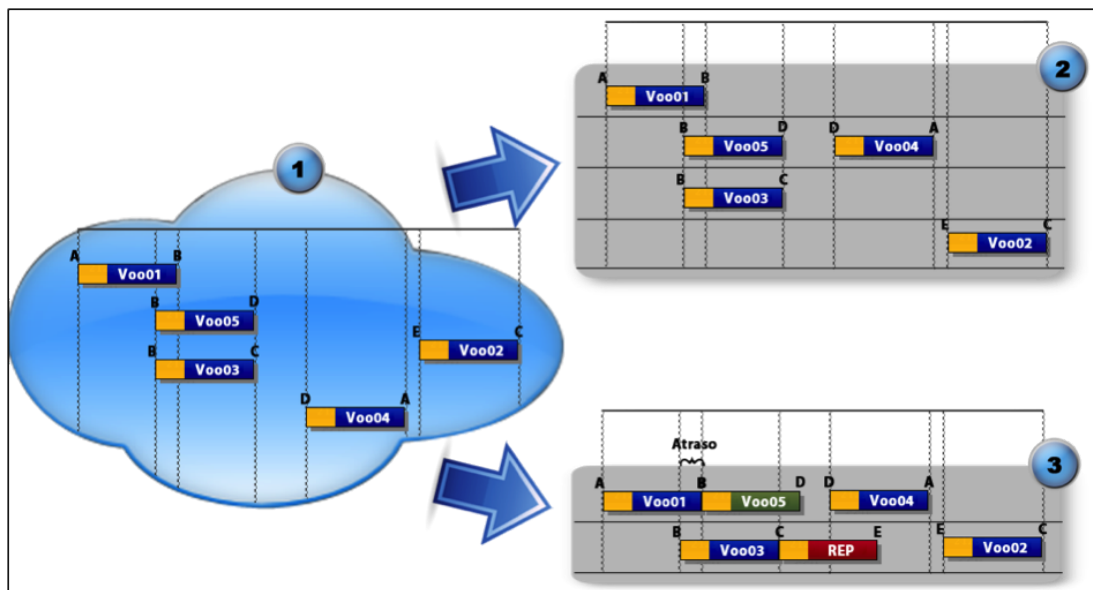 1
A B
Voo01
B D
Voo05
E C
Voo02
B C
Voo03
D A
Voo04
2
A B
Voo01
B D D A
Voo05 Voo04
B C
Voo03
E C
Voo02
3
Atraso
A B D D A
Voo01 Voo05 Voo04
B C E E C
Voo03 REP Voo02